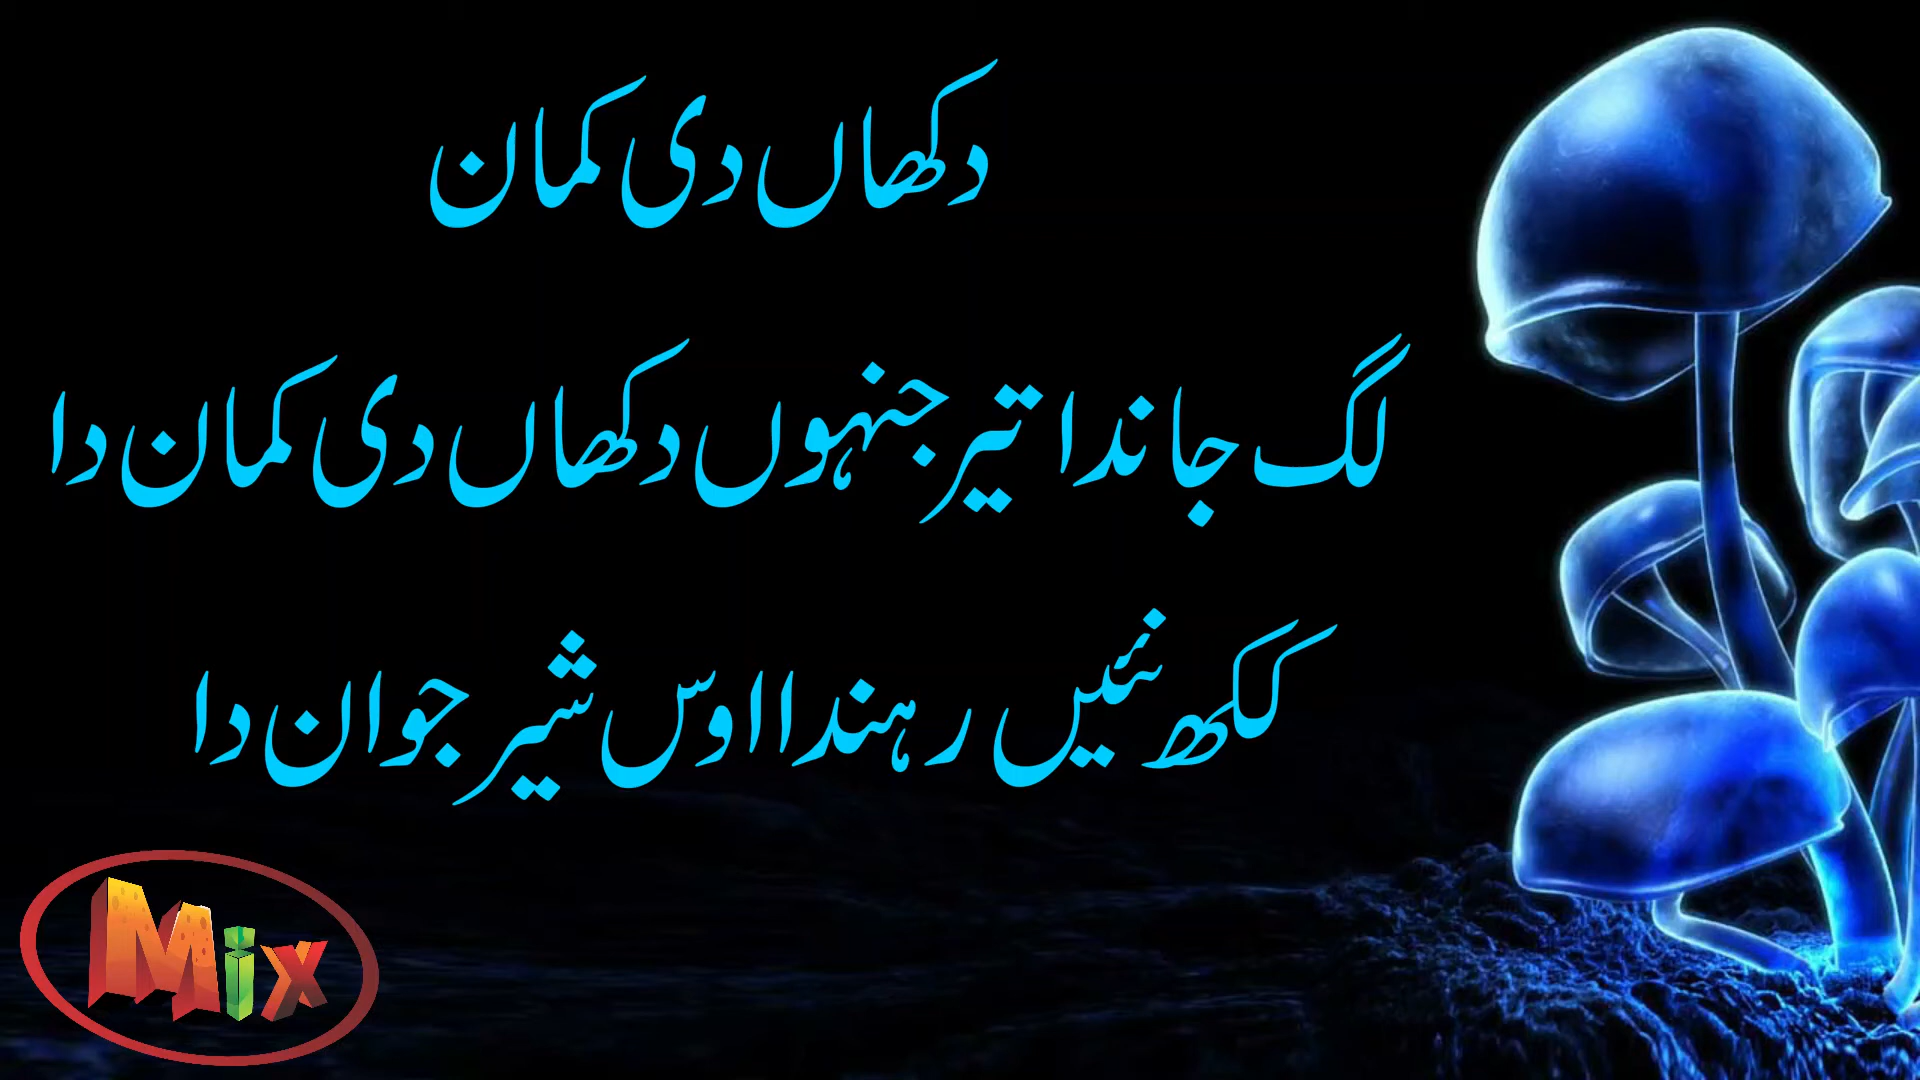 دکھاں دی کمان
لگ جاندا تیر جنہوں دکھاں دی کمان دا
ککھ نئیں رہندا اوس شیر جوان دا
Mix